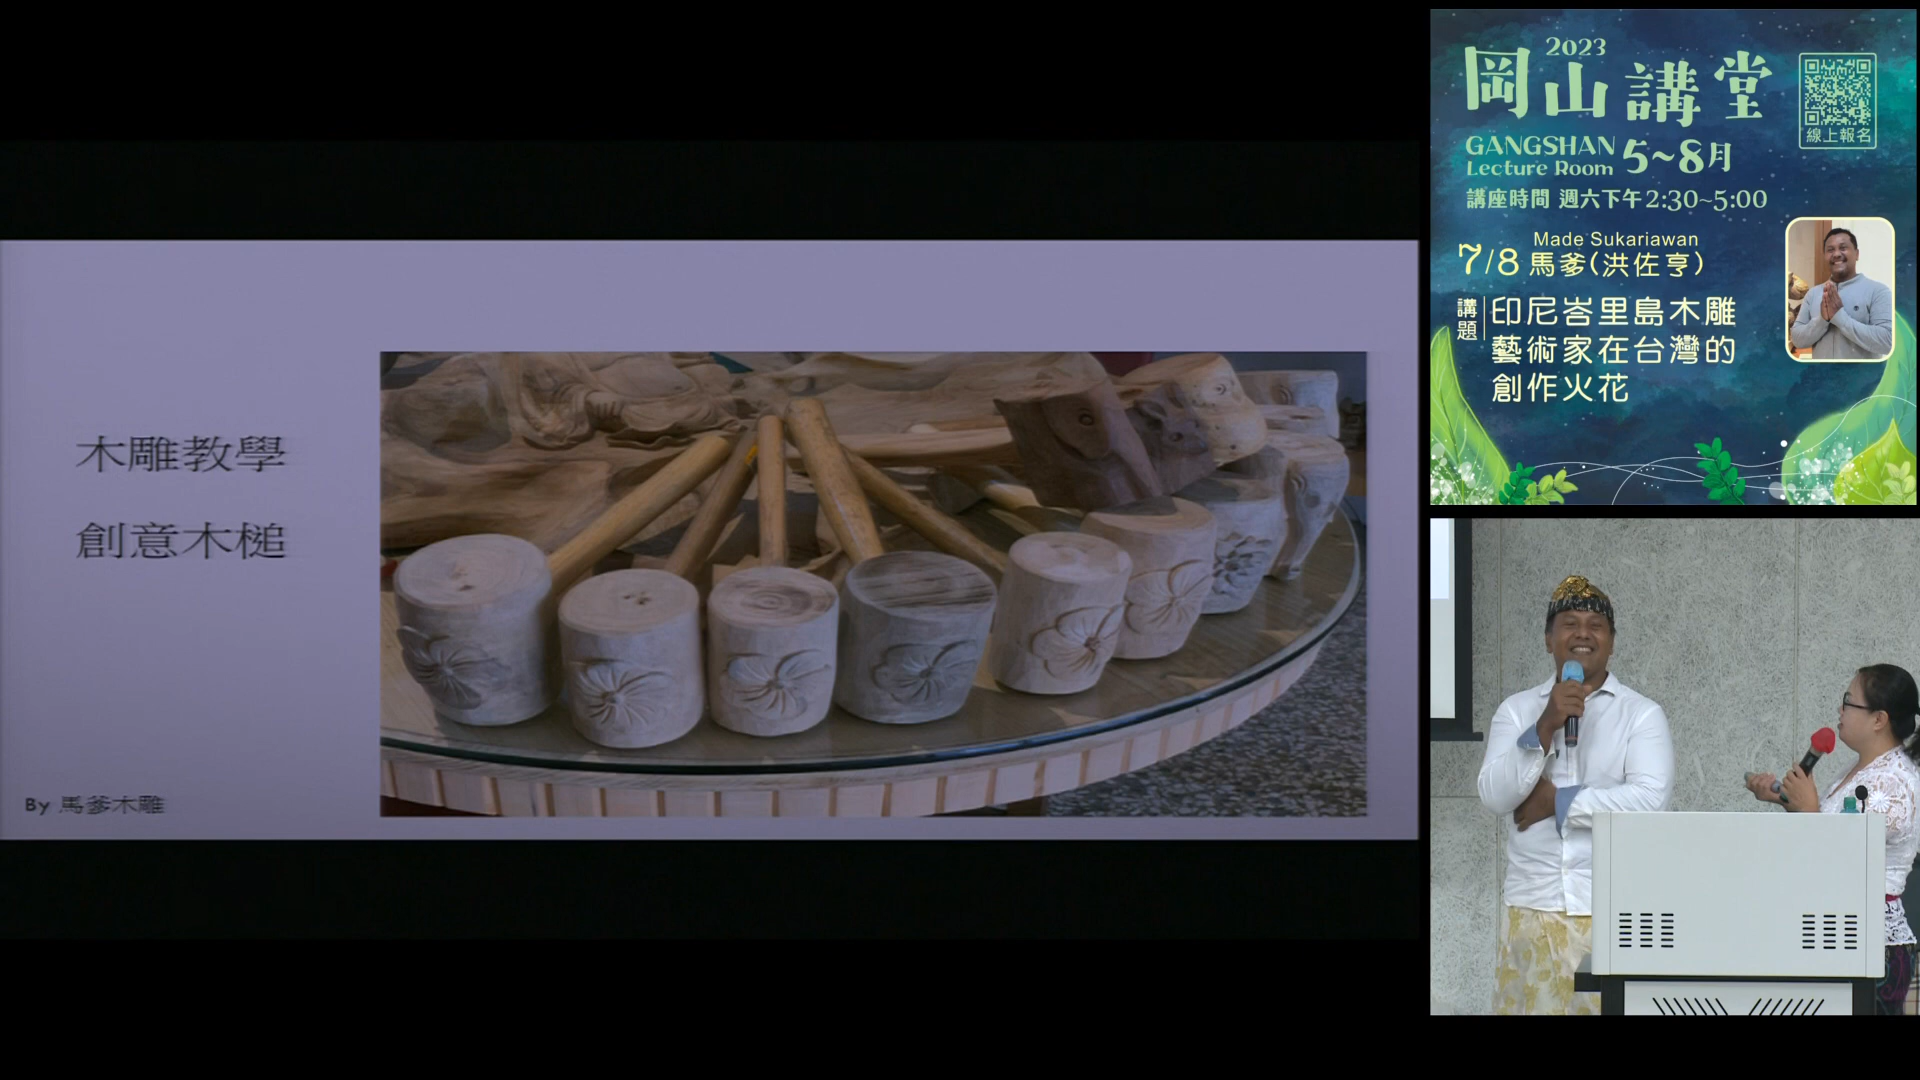 木雕教學
創意木槌
By 馬爹木雕
2023
岡山講堂
線上報名
GANGSHAN
Lecture Room
5~8月
講座時間 週六下午2:30~5:00
Made Sukariawan
7/8 馬爹(洪佐亨)
講題
印尼峇里島木雕
藝術家在台灣的
創作火花